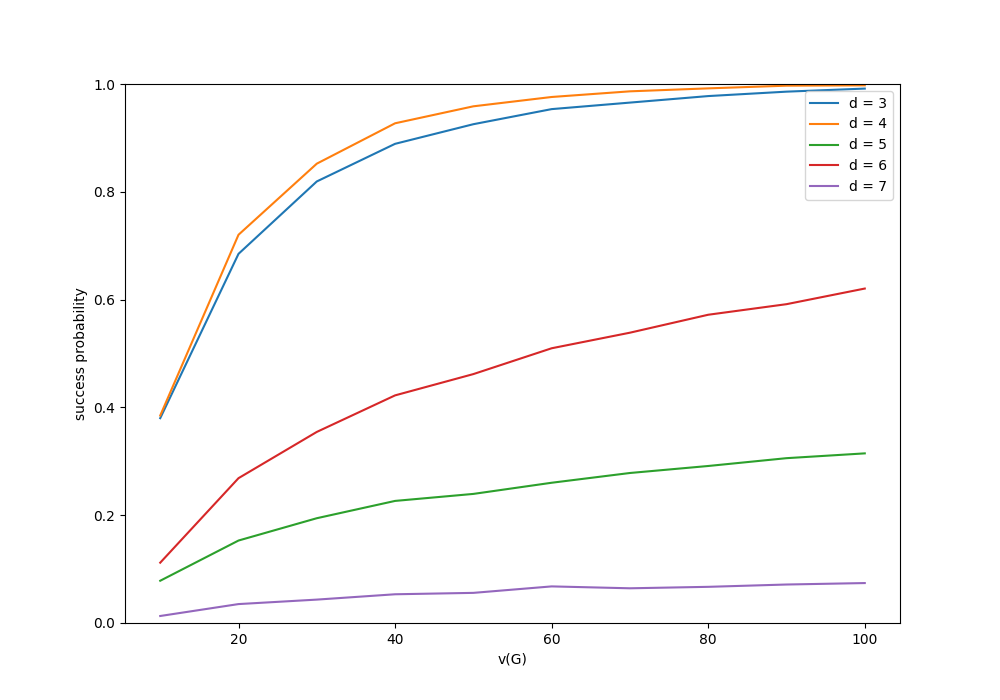 1.0
0.8
0.6
0.4
0.2
0.0
success probability
20
40
60
80
100
v(G)
d = 3
d = 4
d = 5
d = 6
d = 7